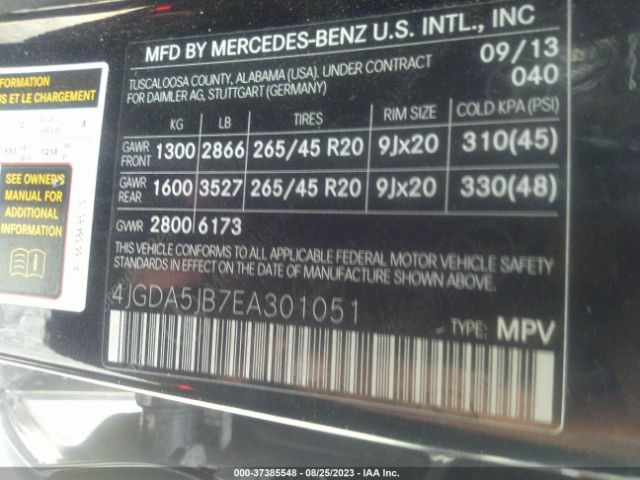 MFD BY MERCEDES-BENZ U.S. INTL., INC
TUSCALOOSA COUNTY, ALABAMA (USA). UNDER CONTRACT 09/13
FOR DAIMLER AG, STUTTGART (GERMANY) 040
KG LB TIRES RIM SIZE COLD KPA (PSI)
GAWR FRONT 1300 2866 265/45 R20 9Jx20 310(45)
GAWR REAR 1600 3527 265/45 R20 9Jx20 330(48)
GVWR 2800 6173
THIS VEHICLE CONFORMS TO ALL APPLICABLE FEDERAL MOTOR VEHICLE SAFETY
STANDARDS IN EFFECT ON THE DATE OF MANUFACTURE SHOWN ABOVE.
4JGDA5JB7EA301051
TYPE: MPV
INFORMATION
US ET LE CHARGEMENT
SEE OWNER'S
MANUAL FOR
ADDITIONAL
INFORMATION
000-37385548 - 08/25/2023 - IAA Inc.